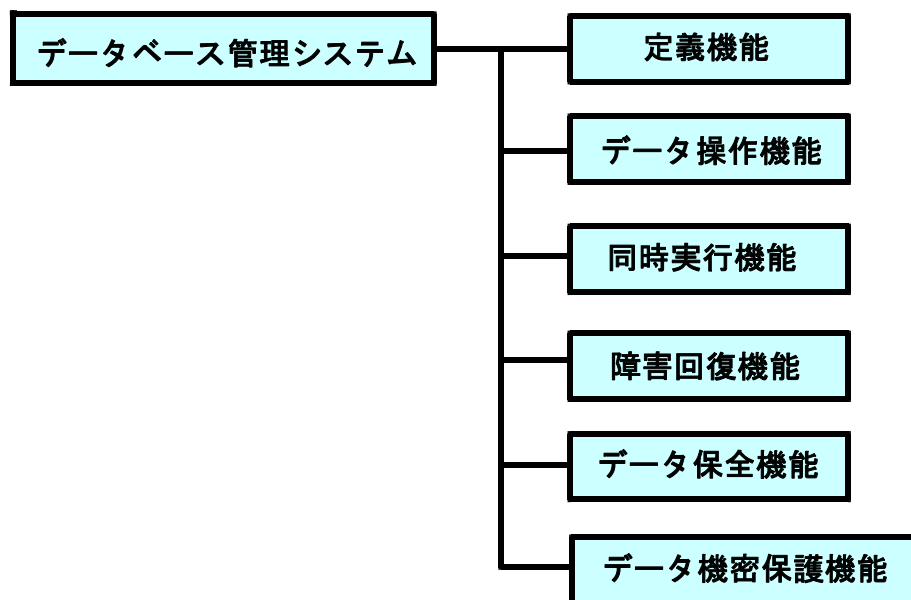 データベース管理システム
定義機能
データ操作機能
同時実行機能
障害回復機能
データ保全機能
データ機密保護機能